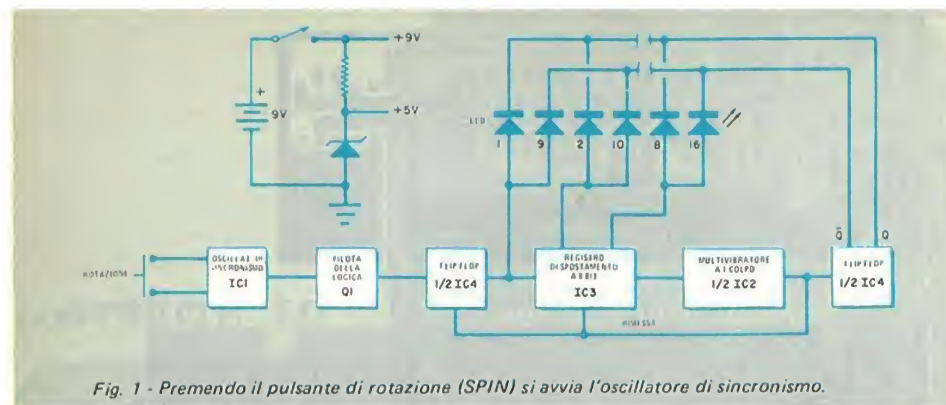 +9V
+
9V
+5V
LED
1
9
2
10
8
16
Q̅
Q
ROTAZIONE
OSCILLAT. DI
SINCRONISMO
IC1
PILOTA
DELLA
LOGICA
Q1
FLIP FLOP
1/2 IC4
REGISTRO
DI SPOSTAMENTO
A 8 BIT
IC3
MULTIVIBRATORE
A 1 COLPO
1/2 IC2
FLIP FLOP
1/2 IC4
Fig. 1 - Premendo il pulsante di rotazione (SPIN) si avvia l'oscillatore di sincronismo.